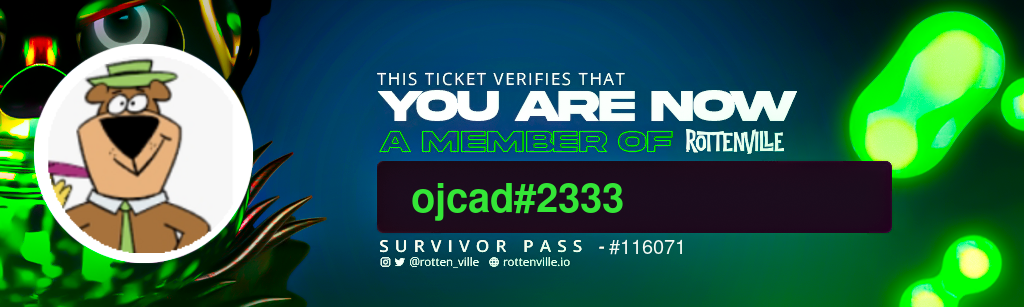 THIS TICKET VERIFIES THAT
YOU ARE NOW
A MEMBER OF ROTTENVILLE
ojcad#2333
SURVIVOR PASS - #116071
@rotten_ville rottenville.io